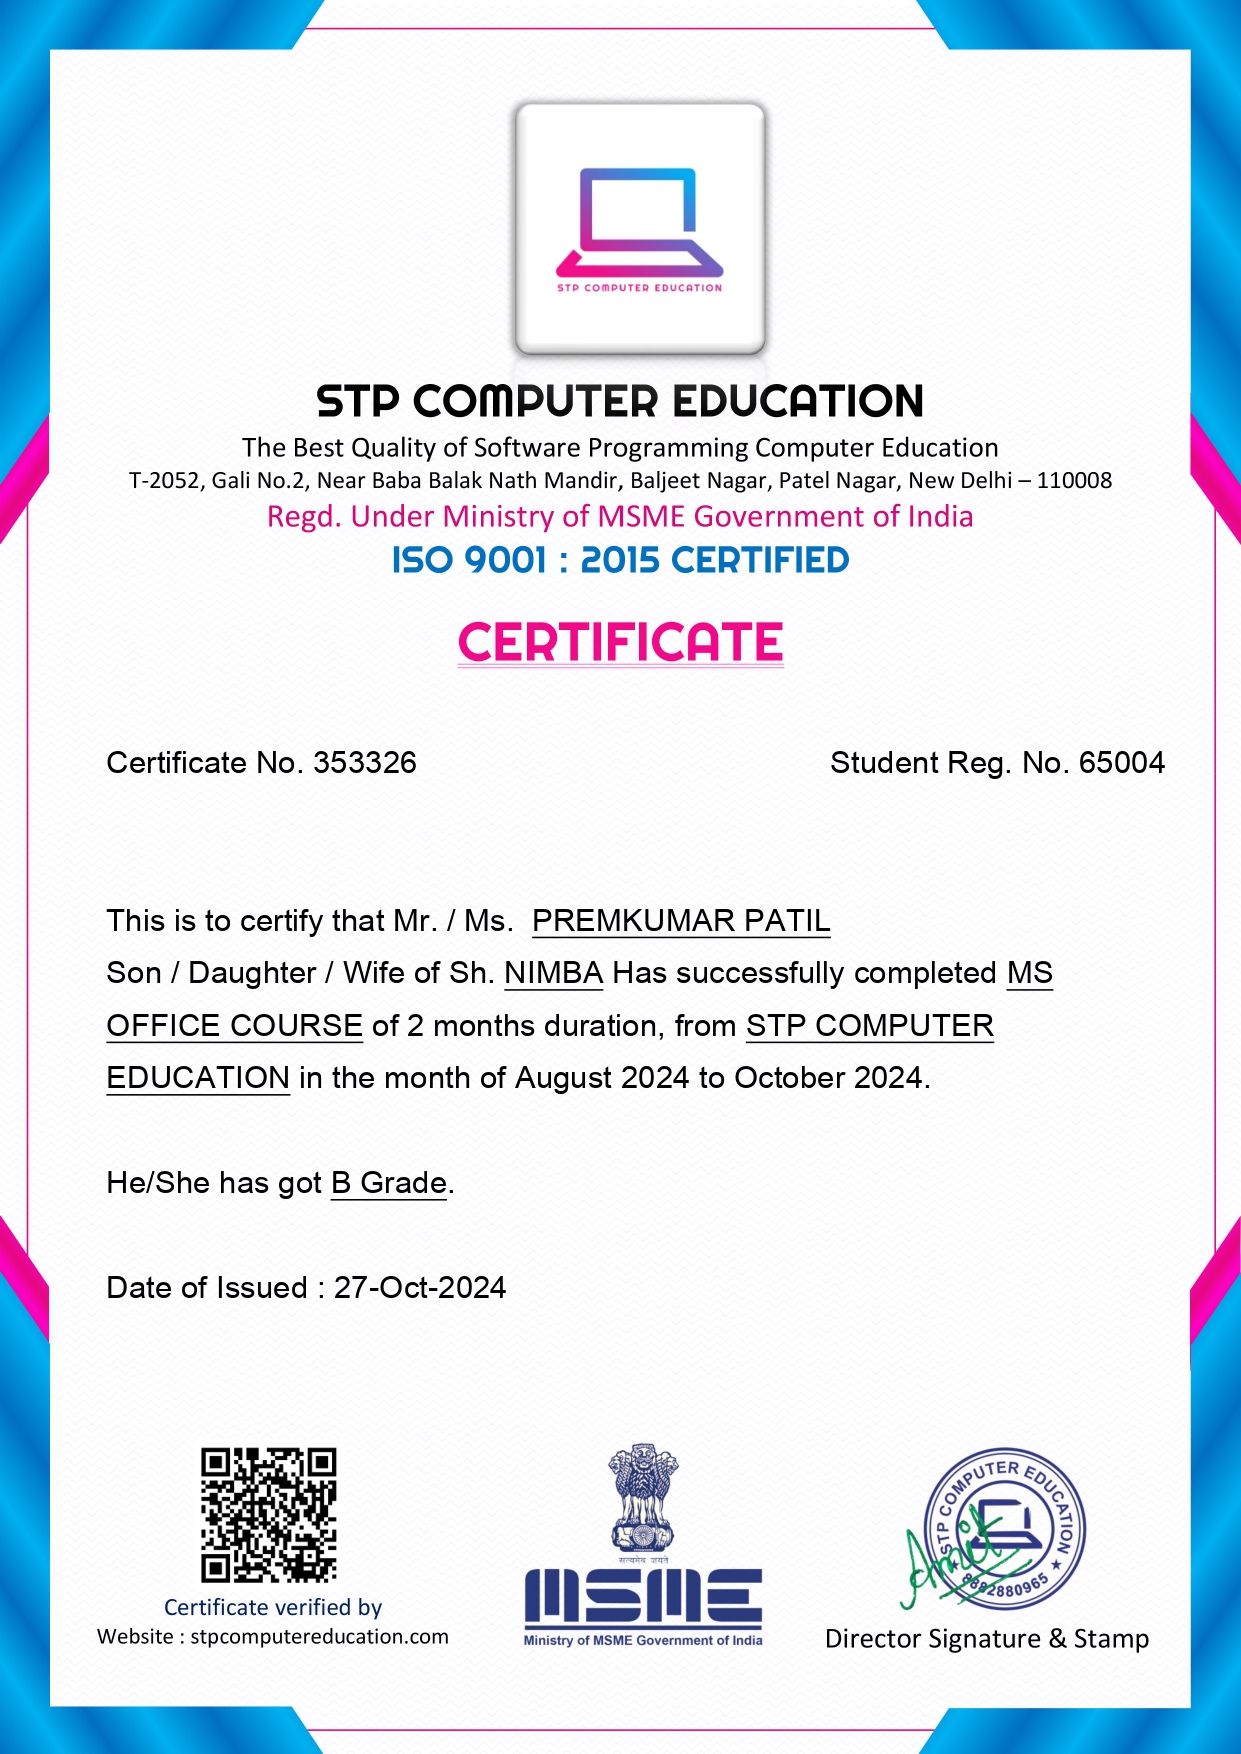 STP COMPUTER EDUCATION
STP COMPUTER EDUCATION
The Best Quality of Software Programming Computer Education
T-2052, Gali No.2, Near Baba Balak Nath Mandir, Baljeet Nagar, Patel Nagar, New Delhi – 110008
Regd. Under Ministry of MSME Government of India
ISO 9001 : 2015 CERTIFIED
CERTIFICATE
Certificate No. 353326
Student Reg. No. 65004
This is to certify that Mr. / Ms. PREMKUMAR PATIL
Son / Daughter / Wife of Sh. NIMBA Has successfully completed MS
OFFICE COURSE of 2 months duration, from STP COMPUTER
EDUCATION in the month of August 2024 to October 2024.
He/She has got B Grade.
Date of Issued : 27-Oct-2024
Certificate verified by
Website : stpcomputereducation.com
सत्यमेव जयते
MSME
Ministry of MSME Government of India
STP COMPUTER EDUCATION
8882880965
Amit
Director Signature & Stamp